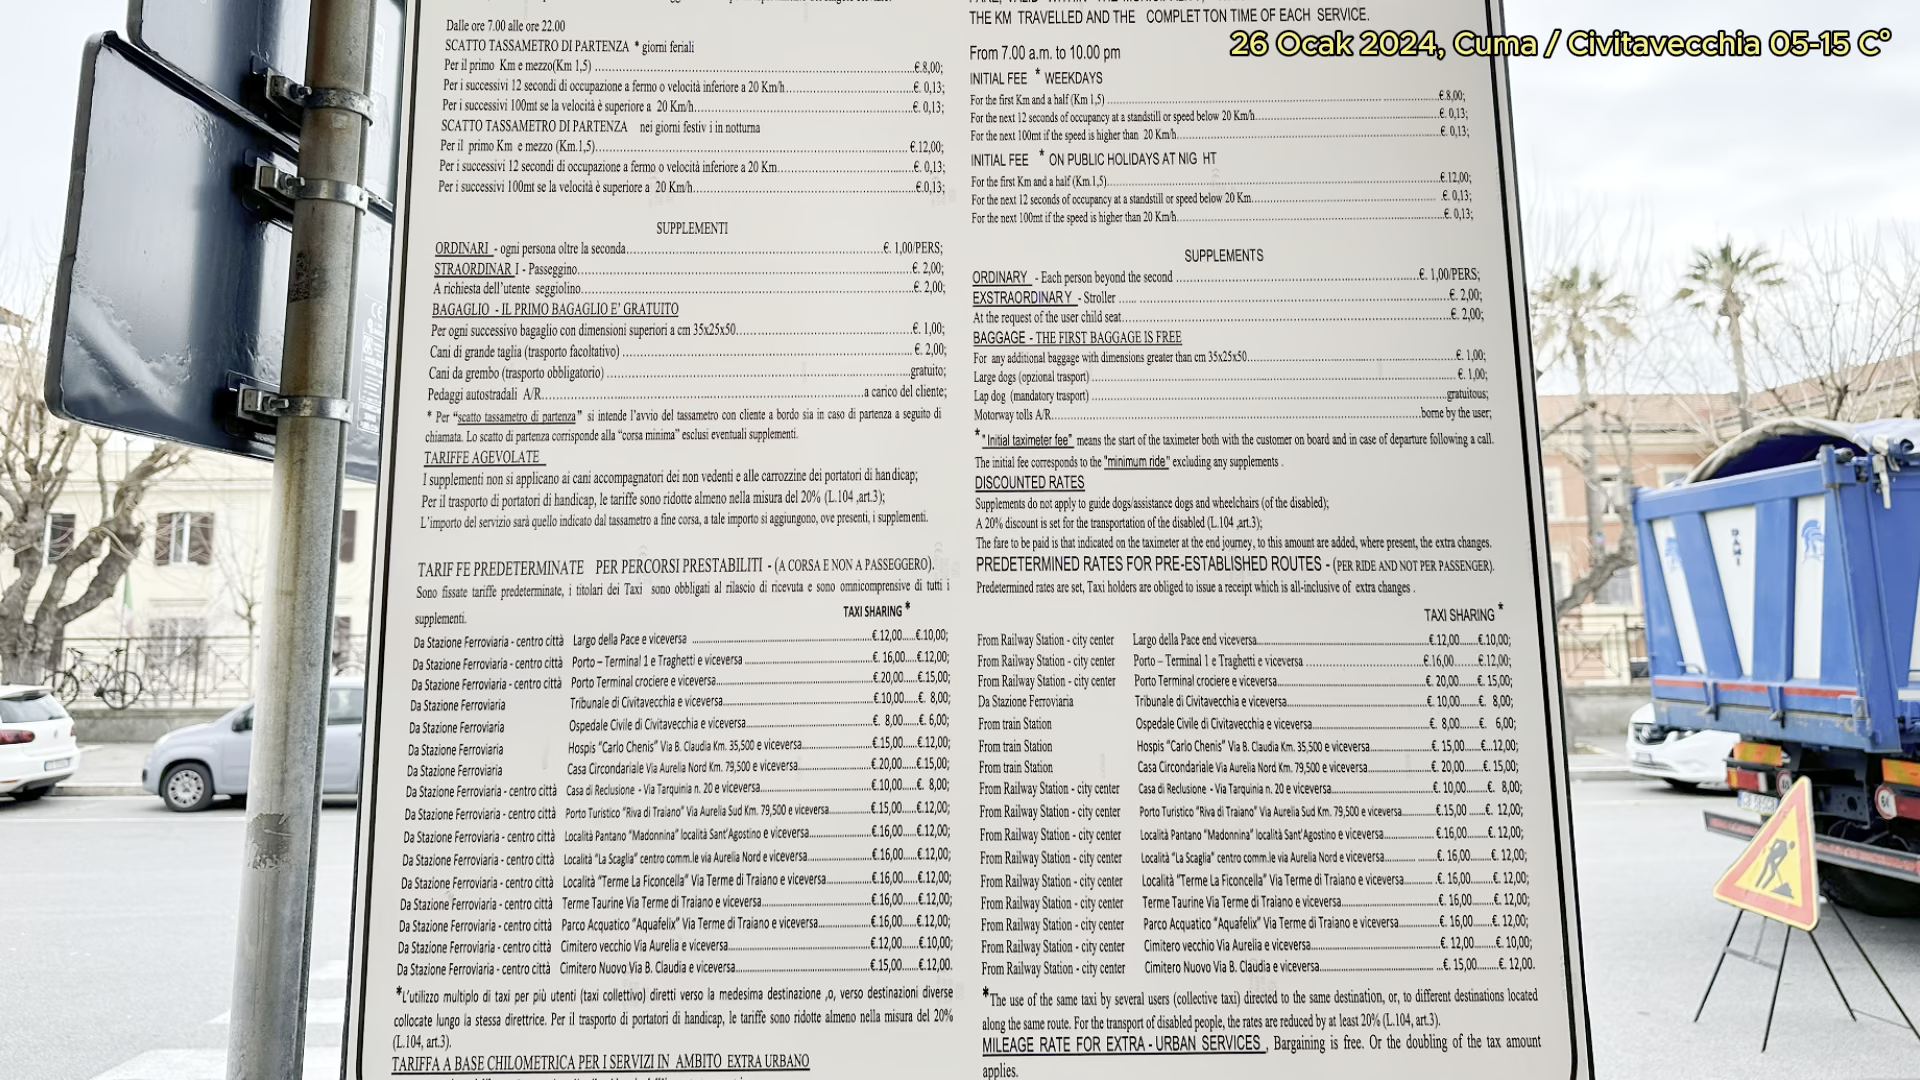 26 Ocak 2024, Cuma / Civitavecchia 05-15 C°
Dalle ore 7.00 alle ore 22.00
SCATTO TASSAMETRO DI PARTENZA * giorni feriali
Per il primo Km e mezzo(Km 1,5) ........ €.8,00;
Per i successivi 12 secondi di occupazione a fermo o velocità inferiore a 20 Km/h........ €. 0,13;
Per i successivi 100mt se la velocità è superiore a 20 Km/h........ €. 0,13;
SCATTO TASSAMETRO DI PARTENZA nei giorni festiv i in notturna
Per il primo Km e mezzo (Km.1,5)........ €.12,00;
Per i successivi 12 secondi di occupazione a fermo o velocità inferiore a 20 Km........ €. 0,13;
Per i successivi 100mt se la velocità è superiore a 20 Km/h........ €.0,13;
SUPPLEMENTI
ORDINARI - ogni persona oltre la seconda........ €. 1,00/PERS;
STRAORDINAR I - Passeggino........ €. 2,00;
A richiesta dell'utente seggiolino........ €. 2,00;
BAGAGLIO - IL PRIMO BAGAGLIO E' GRATUITO
Per ogni successivo bagaglio con dimensioni superiori a cm 35x25x50........ €. 1,00;
Cani di grande taglia (trasporto facoltativo) ........ €. 2,00;
Cani da grembo (trasporto obbligatorio) ........ gratuito;
Pedaggi autostradali A/R........ a carico del cliente;
* Per "scatto tassametro di partenza" si intende l'avvio del tassametro con cliente a bordo sia in caso di partenza a seguito di
chiamata. Lo scatto di partenza corrisponde alla "corsa minima" esclusi eventuali supplementi.
TARIFFE AGEVOLATE
I supplementi non si applicano ai cani accompagnatori dei non vedenti e alle carrozzine dei portatori di handicap;
Per il trasporto di portatori di handicap, le tariffe sono ridotte almeno nella misura del 20% (L.104 ,art.3);
L'importo del servizio sarà quello indicato dal tassametro a fine corsa, a tale importo si aggiungono, ove presenti, i supplementi.
TARIF FE PREDETERMINATE PER PERCORSI PRESTABILITI - (A CORSA E NON A PASSEGGERO).
Sono fissate tariffe predeterminate, i titolari dei Taxi sono obbligati al rilascio di ricevuta e sono omnicomprensive di tutti i
supplementi. TAXI SHARING *
Da Stazione Ferroviaria - centro città Largo della Pace e viceversa ........ €.12,00.....€.10,00;
Da Stazione Ferroviaria - centro città Porto – Terminal 1 e Traghetti e viceversa ........ €. 16,00....€.12,00;
Da Stazione Ferroviaria - centro città Porto Terminal crociere e viceversa........ €.20,00....€.15,00;
Da Stazione Ferroviaria Tribunale di Civitavecchia e viceversa........ €.10,00.....€. 8,00;
Da Stazione Ferroviaria Ospedale Civile di Civitavecchia e viceversa........ €. 8,00.....€. 6,00;
Da Stazione Ferroviaria Hospis "Carlo Chenis" Via B. Claudia Km. 35,500 e viceversa........ €.15,00.....€.12,00;
Da Stazione Ferroviaria Casa Circondariale Via Aurelia Nord Km. 79,500 e viceversa........ €.20,00....€.15,00;
Da Stazione Ferroviaria - centro città Casa di Reclusione - Via Tarquinia n. 20 e viceversa........ €.10,00.....€. 8,00;
Da Stazione Ferroviaria - centro città Porto Turistico "Riva di Traiano" Via Aurelia Sud Km. 79,500 e viceversa........ €.15,00.....€.12,00;
Da Stazione Ferroviaria - centro città Località Pantano "Madonnina" località Sant'Agostino e viceversa........ €.16,00.....€.12,00;
Da Stazione Ferroviaria - centro città Località "La Scaglia" centro comm.le via Aurelia Nord e viceversa........ €.16,00.....€.12,00;
Da Stazione Ferroviaria - centro città Località "Terme La Ficoncella" Via Terme di Traiano e viceversa........ €.16,00.....€.12,00;
Da Stazione Ferroviaria - centro città Terme Taurine Via Terme di Traiano e viceversa........ €.16,00.....€.12,00;
Da Stazione Ferroviaria - centro città Parco Acquatico "Aquafelix" Via Terme di Traiano e viceversa........ €.16,00.....€.12,00;
Da Stazione Ferroviaria - centro città Cimitero vecchio Via Aurelia e viceversa........ €.12,00.....€.10,00;
Da Stazione Ferroviaria - centro città Cimitero Nuovo Via B. Claudia e viceversa........ €.15,00.....€.12,00.
*L'utilizzo multiplo di taxi per più utenti (taxi collettivo) diretti verso la medesima destinazione ,o, verso destinazioni diverse
collocate lungo la stessa direttrice. Per il trasporto di portatori di handicap, le tariffe sono ridotte almeno nella misura del 20%
(L.104, art.3).
TARIFFA A BASE CHILOMETRICA PER I SERVIZI IN AMBITO EXTRA URBANO
THE KM TRAVELLED AND THE COMPLET TON TIME OF EACH SERVICE.
From 7.00 a.m. to 10.00 pm
INITIAL FEE * WEEKDAYS
For the first Km and a half (Km 1,5) ........ €.8,00;
For the next 12 seconds of occupancy at a standstill or speed below 20 Km/h........ €. 0,13;
For the next 100mt if the speed is higher than 20 Km/h........ €. 0,13;
INITIAL FEE * ON PUBLIC HOLIDAYS AT NIG HT
For the first Km and a half (Km.1,5)........ €.12,00;
For the next 12 seconds of occupancy at a standstill or speed below 20 Km........ €. 0,13;
For the next 100mt if the speed is higher than 20 Km/h........ €. 0,13;
SUPPLEMENTS
ORDINARY - Each person beyond the second ........ €. 1,00/PERS;
EXSTRAORDINARY - Stroller ........ €. 2,00;
At the request of the user child seat........ €. 2,00;
BAGGAGE - THE FIRST BAGGAGE IS FREE
For any additional baggage with dimensions greater than cm 35x25x50........ €. 1,00;
Large dogs (opzional trasport) ........ €. 1,00;
Lap dog (mandatory trasport) ........ gratuitous;
Motorway tolls A/R........ borne by the user;
*"Initial taximeter fee" means the start of the taximeter both with the customer on board and in case of departure following a call.
The initial fee corresponds to the "minimum ride" excluding any supplements .
DISCOUNTED RATES
Supplements do not apply to guide dogs/assistance dogs and wheelchairs (of the disabled);
A 20% discount is set for the transportation of the disabled (L.104 ,art.3);
The fare to be paid is that indicated on the taximeter at the end journey, to this amount are added, where present, the extra changes.
PREDETERMINED RATES FOR PRE-ESTABLISHED ROUTES - (PER RIDE AND NOT PER PASSENGER).
Predetermined rates are set, Taxi holders are obliged to issue a receipt which is all-inclusive of extra changes .
TAXI SHARING *
From Railway Station - city center Largo della Pace end viceversa........ €.12,00......€.10,00;
From Railway Station - city center Porto – Terminal 1 e Traghetti e viceversa ........ €.16,00.......€.12,00;
From Railway Station - city center Porto Terminal crociere e viceversa........ €. 20,00......€. 15,00;
Da Stazione Ferroviaria Tribunale di Civitavecchia e viceversa........ €. 10,00......€. 8,00;
From train Station Ospedale Civile di Civitavecchia e viceversa........ €. 8,00......€. 6,00;
From train Station Hospis "Carlo Chenis" Via B. Claudia Km. 35,500 e viceversa........ €. 15,00......€...12,00;
From train Station Casa Circondariale Via Aurelia Nord Km. 79,500 e viceversa........ €. 20,00......€. 15,00;
From Railway Station - city center Casa di Reclusione - Via Tarquinia n. 20 e viceversa........ €. 10,00......€. 8,00;
From Railway Station - city center Porto Turistico "Riva di Traiano" Via Aurelia Sud Km. 79,500 e viceversa........ €.15,00 ......€. 12,00;
From Railway Station - city center Località Pantano "Madonnina" località Sant'Agostino e viceversa........ €.16,00......€. 12,00;
From Railway Station - city center Località "La Scaglia" centro comm.le via Aurelia Nord e viceversa........ €. 16,00......€. 12,00;
From Railway Station - city center Località "Terme La Ficoncella" Via Terme di Traiano e viceversa........ €. 16,00......€. 12,00;
From Railway Station - city center Terme Taurine Via Terme di Traiano e viceversa........ €. 16,00......€. 12,00;
From Railway Station - city center Parco Acquatico "Aquafelix" Via Terme di Traiano e viceversa........ €. 16,00......€. 12,00;
From Railway Station - city center Cimitero vecchio Via Aurelia e viceversa........ €. 12,00......€. 10,00;
From Railway Station - city center Cimitero Nuovo Via B. Claudia e viceversa........ €. 15,00......€. 12,00.
*The use of the same taxi by several users (collective taxi) directed to the same destination, or, to different destinations located
along the same route. For the transport of disabled people, the rates are reduced by at least 20% (L.104, art.3).
MILEAGE RATE FOR EXTRA - URBAN SERVICES , Bargaining is free. Or the doubling of the tax amount
applies.
DAMI